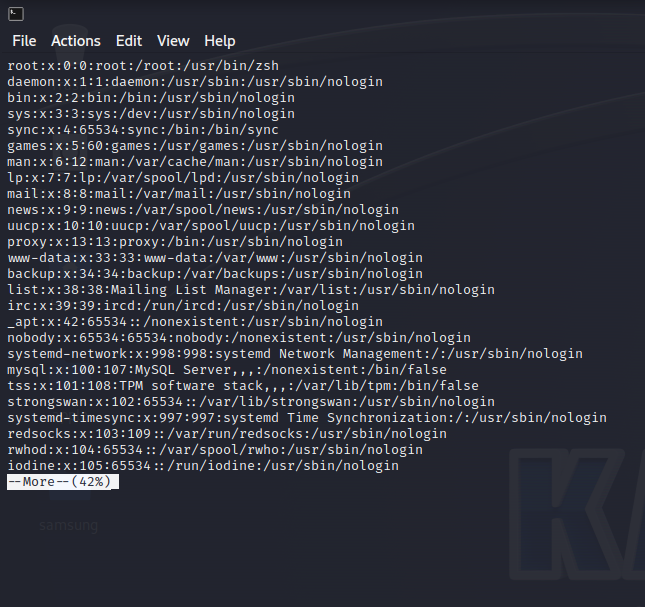 File Actions Edit View Help
root:x:0:0:root:/root:/usr/bin/zsh
daemon:x:1:1:daemon:/usr/sbin:/usr/sbin/nologin
bin:x:2:2:bin:/bin:/usr/sbin/nologin
sys:x:3:3:sys:/dev:/usr/sbin/nologin
sync:x:4:65534:sync:/bin:/bin/sync
games:x:5:60:games:/usr/games:/usr/sbin/nologin
man:x:6:12:man:/var/cache/man:/usr/sbin/nologin
lp:x:7:7:lp:/var/spool/lpd:/usr/sbin/nologin
mail:x:8:8:mail:/var/mail:/usr/sbin/nologin
news:x:9:9:news:/var/spool/news:/usr/sbin/nologin
uucp:x:10:10:uucp:/var/spool/uucp:/usr/sbin/nologin
proxy:x:13:13:proxy:/bin:/usr/sbin/nologin
www-data:x:33:33:www-data:/var/www:/usr/sbin/nologin
backup:x:34:34:backup:/var/backups:/usr/sbin/nologin
list:x:38:38:Mailing List Manager:/var/list:/usr/sbin/nologin
irc:x:39:39:ircd:/run/ircd:/usr/sbin/nologin
_apt:x:42:65534::/nonexistent:/usr/sbin/nologin
nobody:x:65534:65534:nobody:/nonexistent:/usr/sbin/nologin
systemd-network:x:998:998:systemd Network Management:/:/usr/sbin/nologin
mysql:x:100:107:MySQL Server,,,:/nonexistent:/bin/false
tss:x:101:108:TPM software stack,,,:/var/lib/tpm:/bin/false
strongswan:x:102:65534::/var/lib/strongswan:/usr/sbin/nologin
systemd-timesync:x:997:997:systemd Time Synchronization:/:/usr/sbin/nologin
redsocks:x:103:109::/var/run/redsocks:/usr/sbin/nologin
rwhod:x:104:65534::/var/spool/rwho:/usr/sbin/nologin
iodine:x:105:65534::/run/iodine:/usr/sbin/nologin
--More--(42%)
samsung